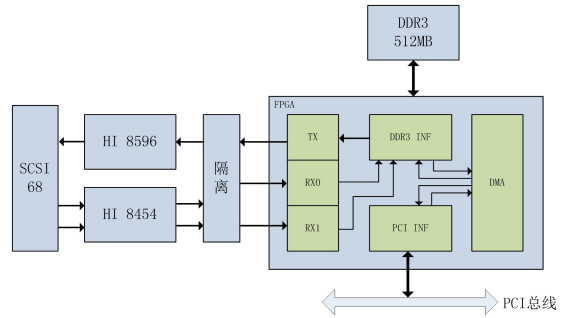 DDR3
512MB
FPGA
SCSI
68
HI 8596
HI 8454
隔
离
TX
RX0
RX1
DDR3 INF
PCI INF
DMA
PCI总线